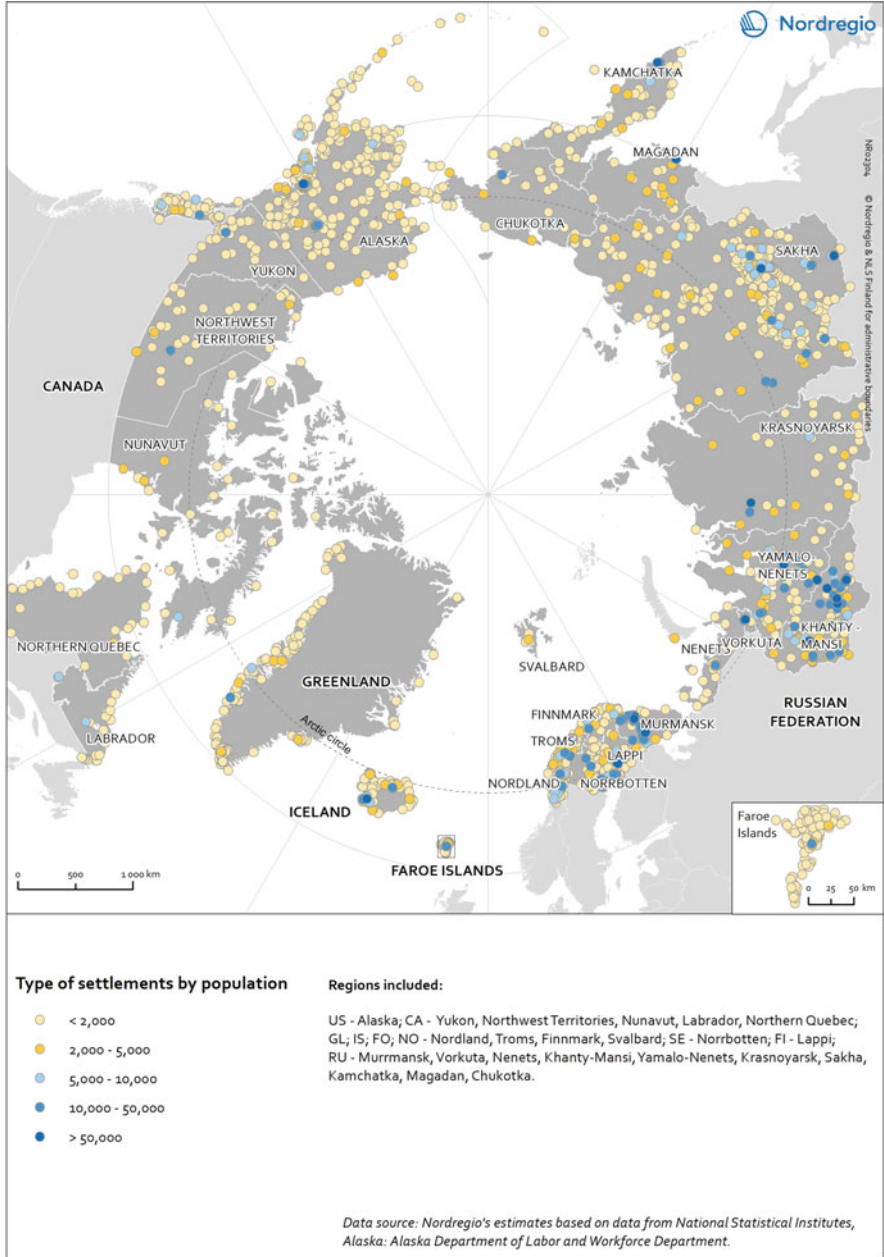 Nordregio
KAMCHATKA
MAGADAN
NR02304   © Nordregio & NLS Finland for administrative boundaries
CHUKOTKA
SAKHA
ALASKA
YUKON
NORTHWEST
TERRITORIES
CANADA
KRASNOYARSK
NUNAVUT
YAMALO
NENETS
KHANTY -
MANSI
VORKUTA
NENETS
NORTHERN QUEBEC
SVALBARD
GREENLAND
RUSSIAN
FEDERATION
FINNMARK
MURMANSK
LABRADOR
Arctic circle
TROMS
LAPPI
NORDLAND
NORRBOTTEN
ICELAND
Faroe
Islands
FAROE ISLANDS
0 500 1 000 km
0 25 50 km
Type of settlements by population
< 2,000
2,000 - 5,000
5,000 - 10,000
10,000 - 50,000
> 50,000
Regions included:
US - Alaska; CA - Yukon, Northwest Territories, Nunavut, Labrador, Northern Quebec;
GL; IS; FO; NO - Nordland, Troms, Finnmark, Svalbard; SE - Norrbotten; FI - Lappi;
RU - Murrmansk, Vorkuta, Nenets, Khanty-Mansi, Yamalo-Nenets, Krasnoyarsk, Sakha,
Kamchatka, Magadan, Chukotka.
Data source: Nordregio's estimates based on data from National Statistical Institutes,
Alaska: Alaska Department of Labor and Workforce Department.